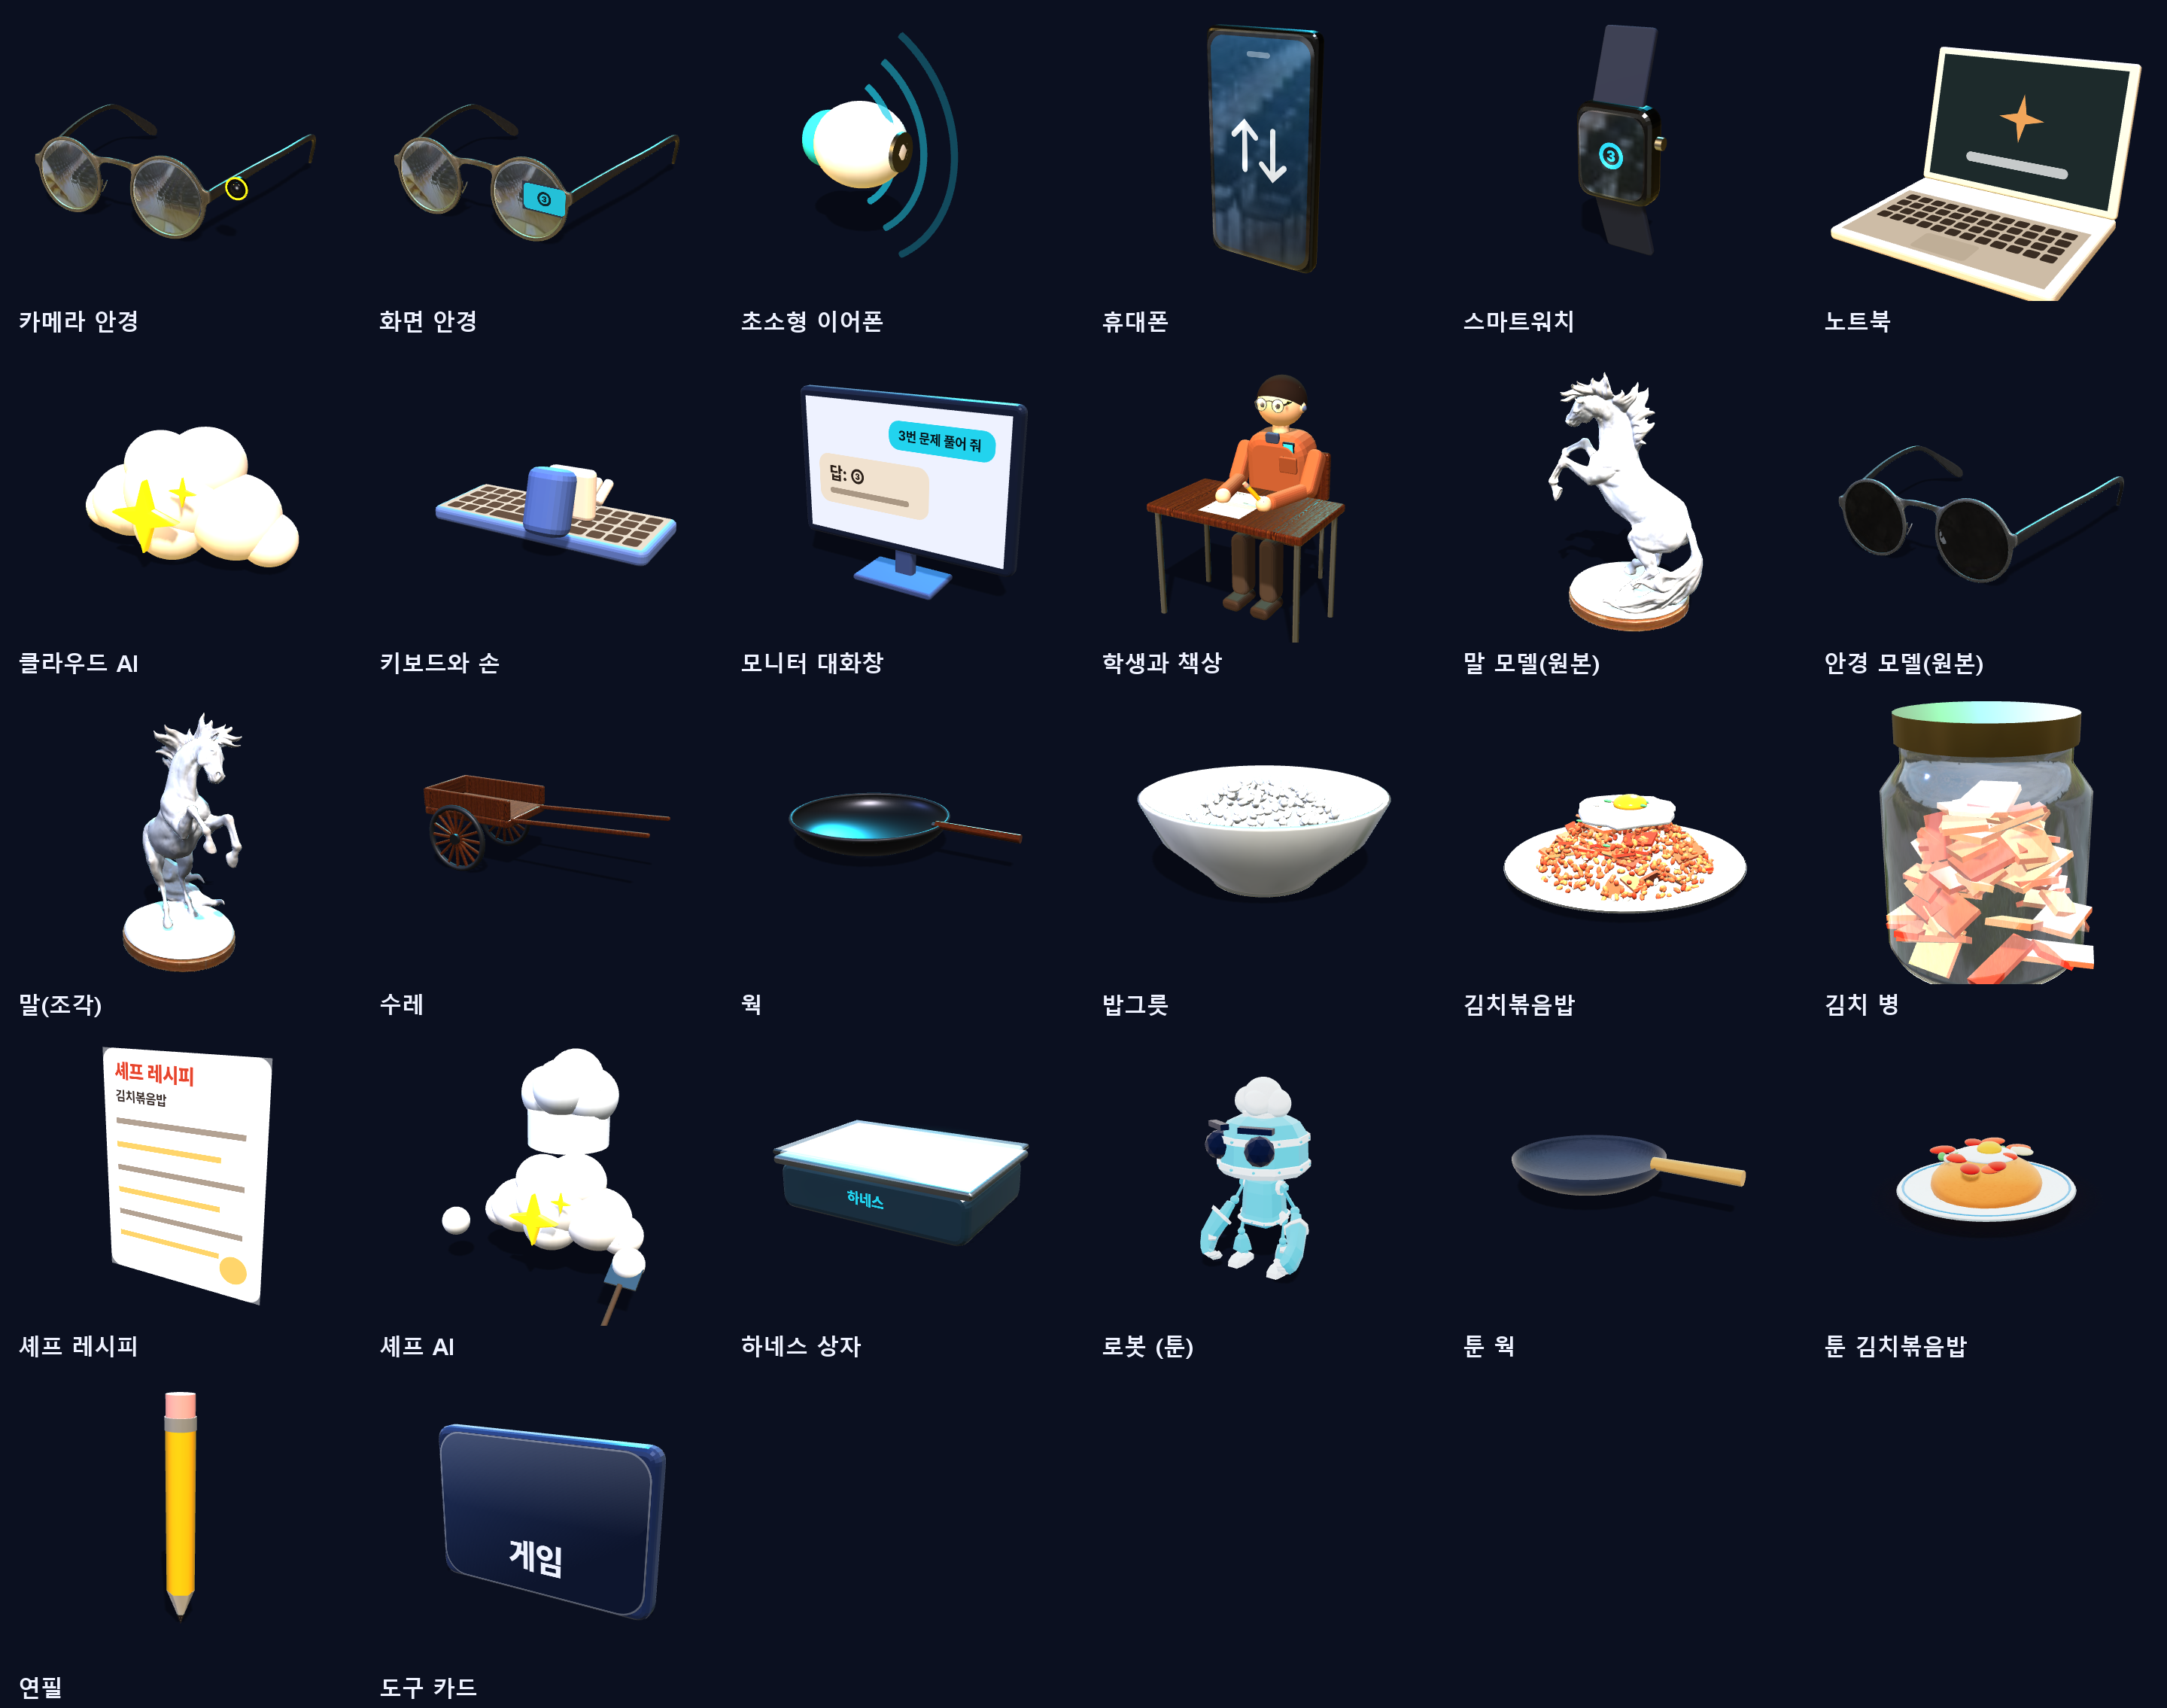 3
3
카메라 안경
화면 안경
초소형 이어폰
휴대폰
스마트워치
노트북
3번 문제 풀어 줘
답: ③
클라우드 AI
키보드와 손
모니터 대화창
학생과 책상
말 모델(원본)
안경 모델(원본)
말(조각)
수레
웍
밥그릇
김치볶음밥
김치 병
셰프 레시피
김치볶음밥
하네스
셰프 레시피
셰프 AI
하네스 상자
로봇 (툰)
툰 웍
툰 김치볶음밥
게임
연필
도구 카드